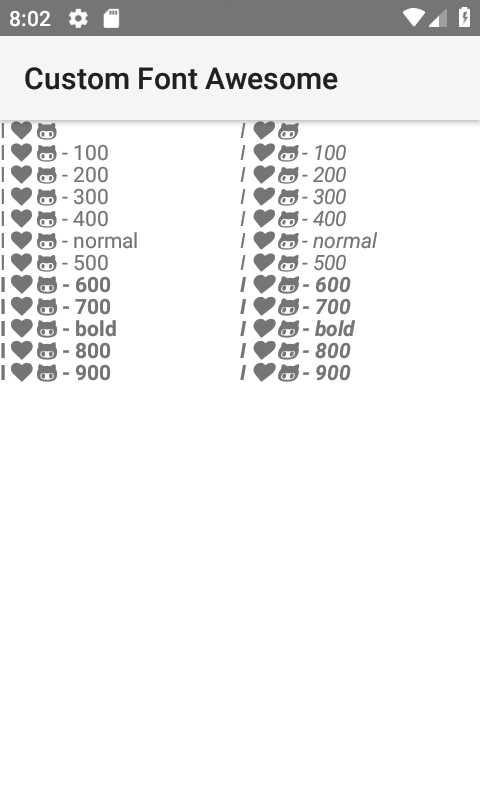 8:02
Custom Font Awesome
I ♥ I ♥
I ♥ - 100 I ♥ - 100
I ♥ - 200 I ♥ - 200
I ♥ - 300 I ♥ - 300
I ♥ - 400 I ♥ - 400
I ♥ - normal I ♥ - normal
I ♥ - 500 I ♥ - 500
I ♥ - 600 I ♥ - 600
I ♥ - 700 I ♥ - 700
I ♥ - bold I ♥ - bold
I ♥ - 800 I ♥ - 800
I ♥ - 900 I ♥ - 900